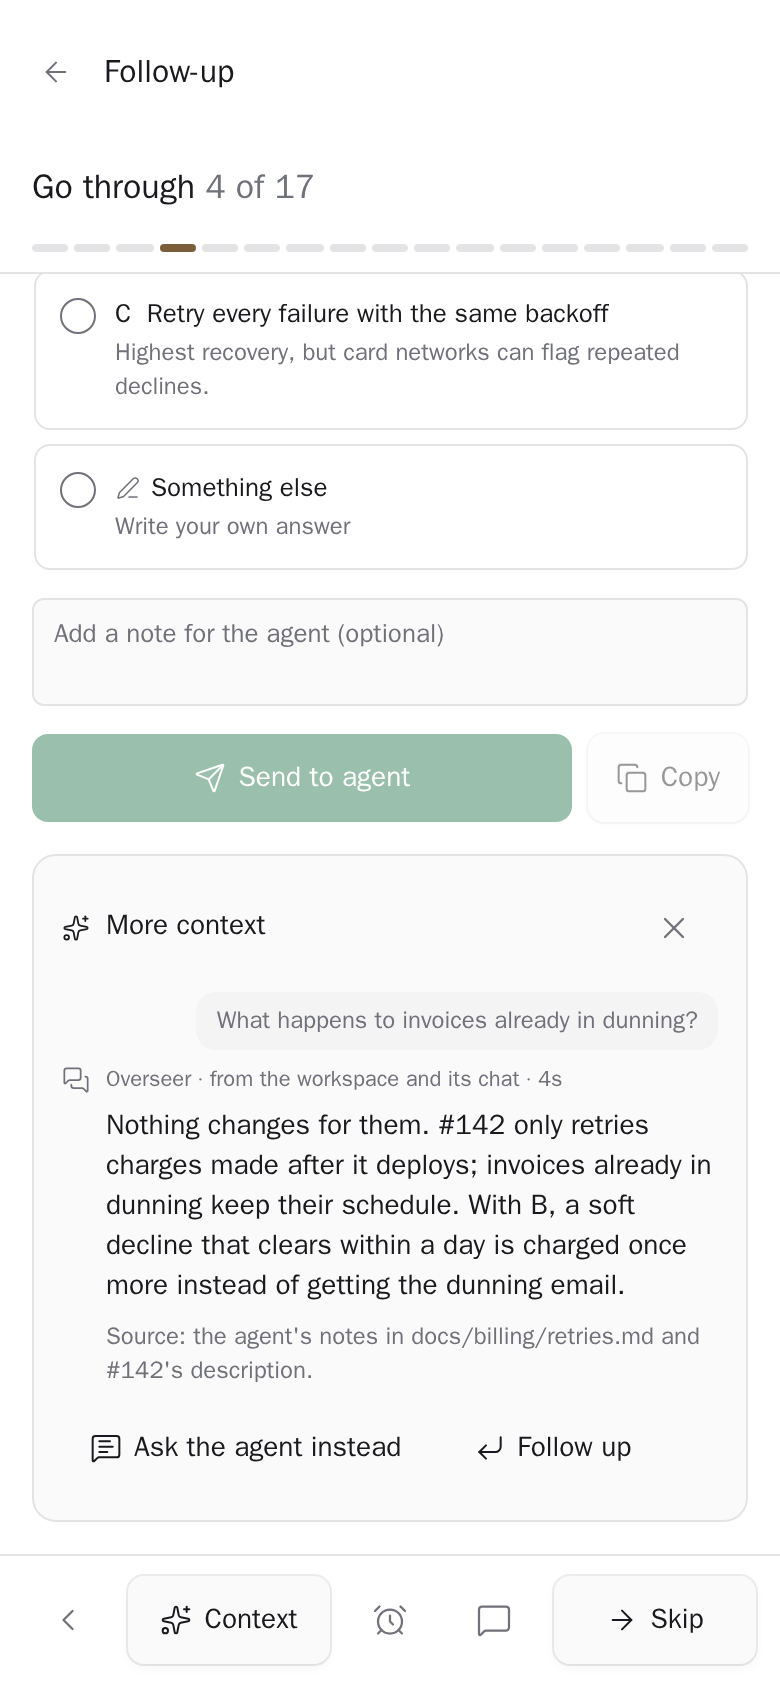 Follow-up
Go through 4 of 17
C Retry every failure with the same backoff
Highest recovery, but card networks can flag repeated
declines.
Something else
Write your own answer
Add a note for the agent (optional)
Send to agent
Copy
More context
What happens to invoices already in dunning?
Overseer · from the workspace and its chat · 4s
Nothing changes for them. #142 only retries
charges made after it deploys; invoices already in
dunning keep their schedule. With B, a soft
decline that clears within a day is charged once
more instead of getting the dunning email.
Source: the agent's notes in docs/billing/retries.md and
#142's description.
Ask the agent instead
Follow up
Context
Skip